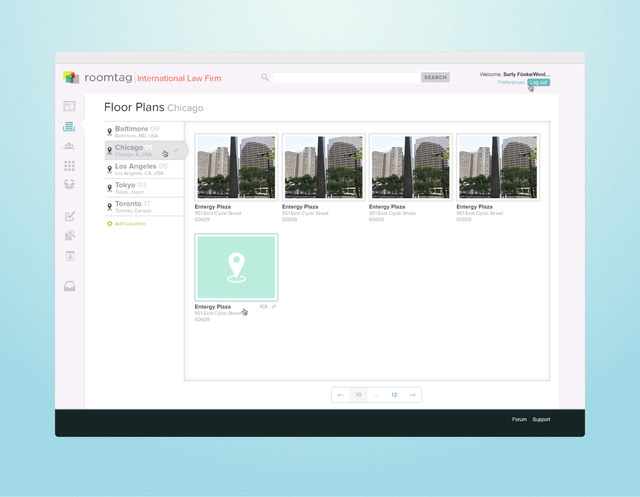 roomtag
International Law Firm
SEARCH
Welcome,
Preferences
Log out
Floor Plans Chicago
Baltimore 09
Baltimore, MD, USA
Chicago
Chicago IL, USA
Los Angeles 05
Los Angeles, CA, USA
Tokyo 03
Tokyo, Japan
Toronto 17
Toronto, Canada
Add Location
Entergy Plaza
951 East Clyde Street
60609
Entergy Plaza
951 East Clyde Street
60609
Entergy Plaza
951 East Clyde Street
60609
Entergy Plaza
951 East Clyde Street
60609
Entergy Plaza
951 East Clyde Street
60609
← 10 ... 12 →
Forum Support